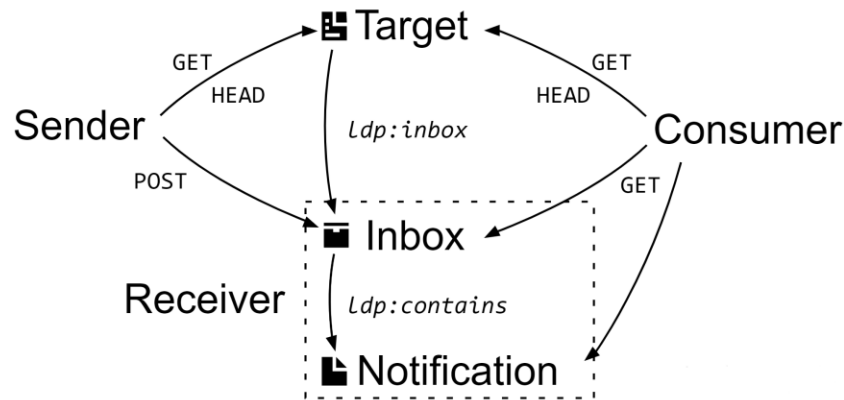 Target
GET
GET
HEAD
HEAD
Sender
ldp:inbox
Consumer
POST
GET
Inbox
Receiver
ldp:contains
Notification